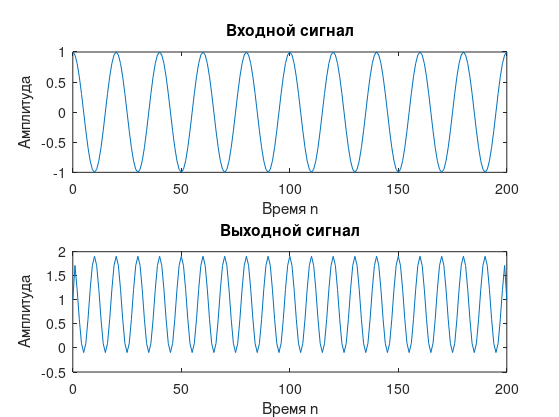 Входной сигнал
1
0.5
0
-0.5
-1
Амплитуда
0 50 100 150 200
Время n
Выходной сигнал
2
1.5
1
0.5
0
-0.5
Амплитуда
0 50 100 150 200
Время n